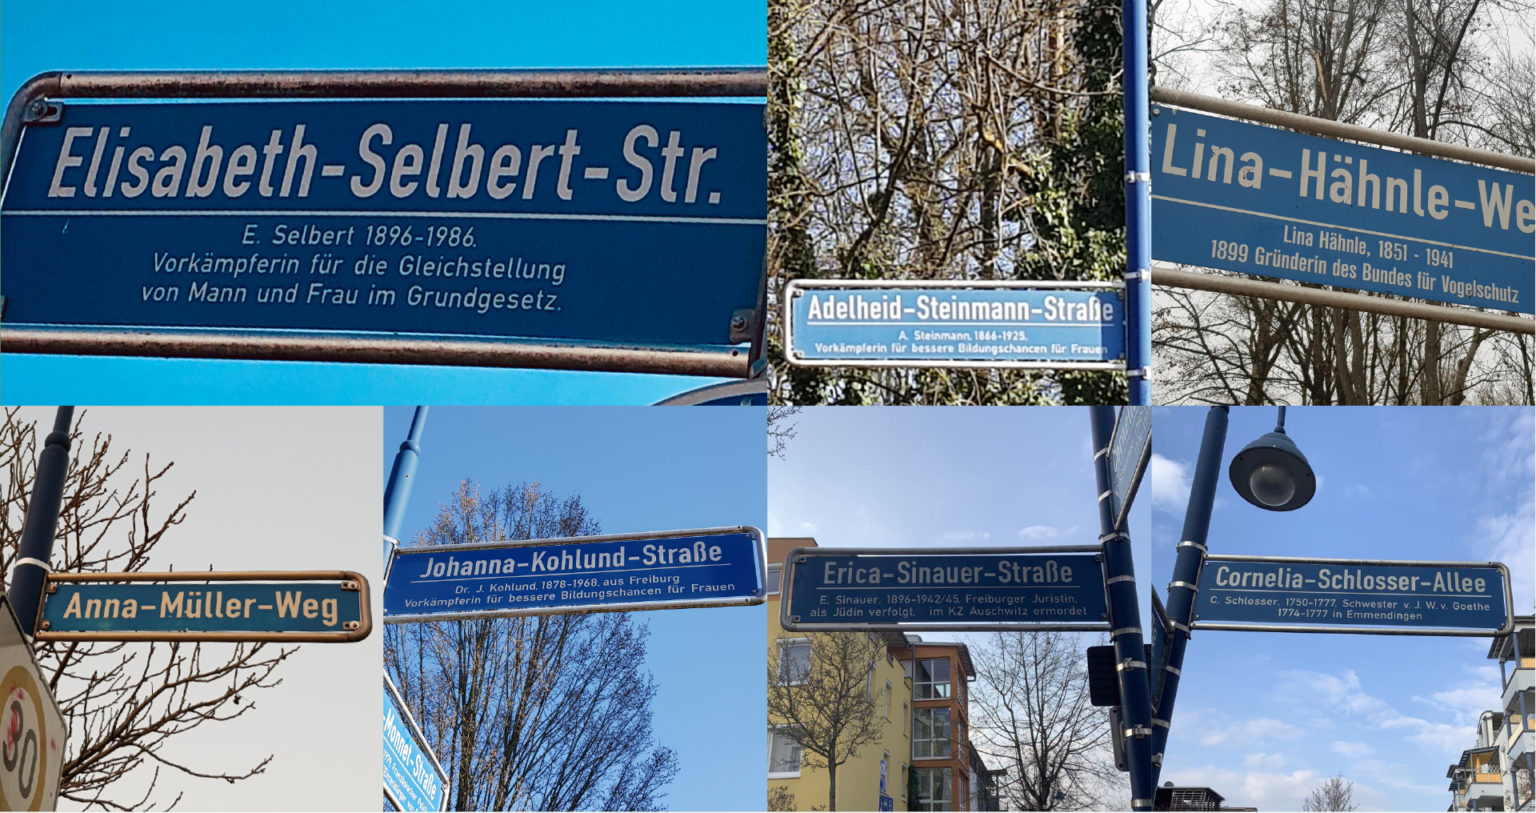 Elisabeth-Selbert-Str.
E. Selbert 1896-1986.
Vorkämpferin für die Gleichstellung
von Mann und Frau im Grundgesetz.
Adelheid-Steinmann-Straße
A. Steinmann, 1866-1925.
Vorkämpferin für bessere Bildungschancen für Frauen
Lina-Hähnle-We
Lina Hähnle, 1851 - 1941
1899 Gründerin des Bundes für Vogelschutz
Anna-Müller-Weg
30
Johanna-Kohlund-Straße
Dr. J. Kohlund, 1878-1968, aus Freiburg
Vorkämpferin für bessere Bildungschancen für Frauen
-Monnet-Straße
Erica-Sinauer-Straße
E. Sinauer, 1896-1942/45, Freiburger Juristin,
als Jüdin verfolgt, im KZ Auschwitz ermordet
Cornelia-Schlosser-Allee
C. Schlosser, 1750-1777, Schwester v. J. W. v. Goethe
1774-1777 in Emmendingen